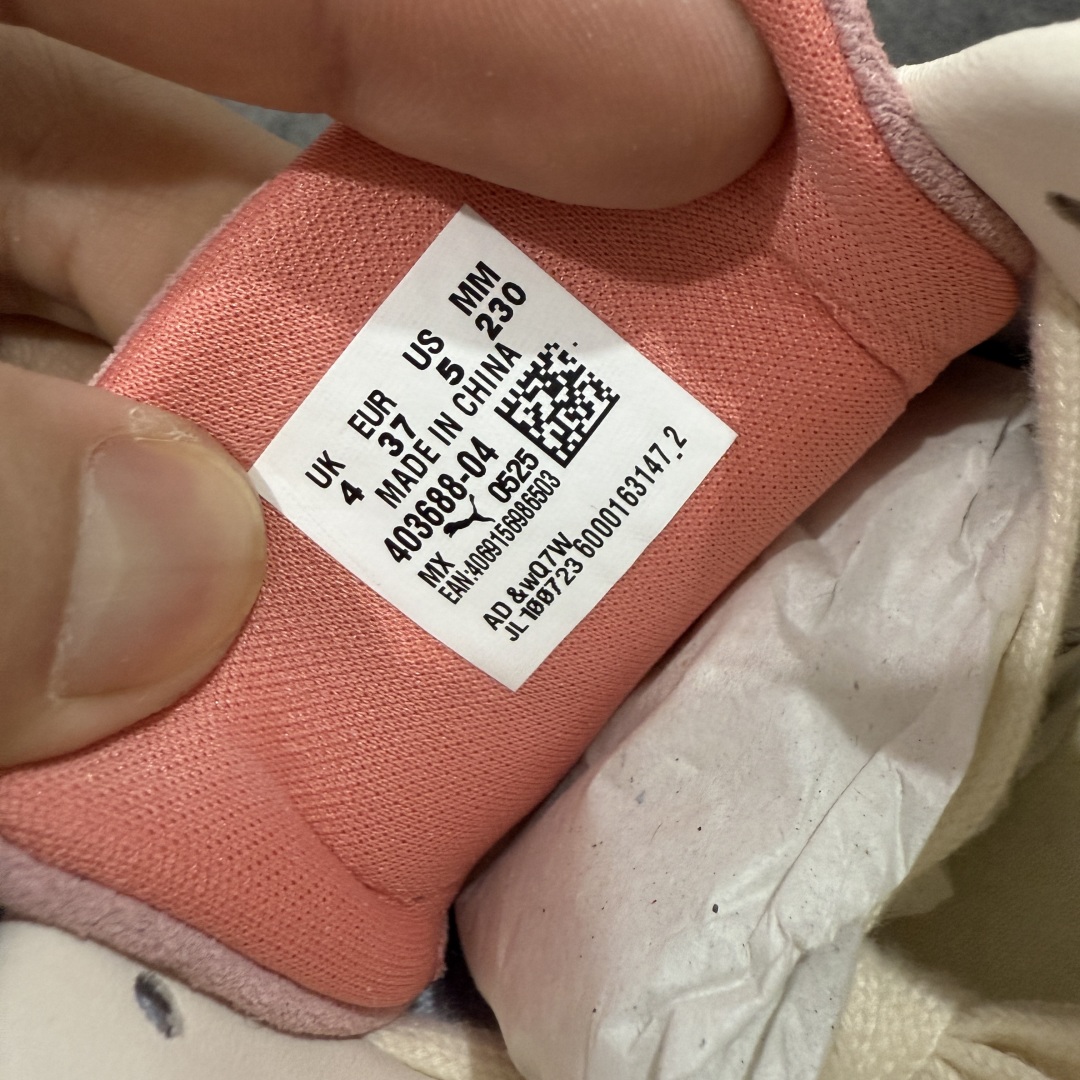 UK EUR US MM
4 37 5 230
MADE IN CHINA
403688-04
MX 0525
EAN:4069156986503
AD &wQ7W
JL 100723 6000163147_2